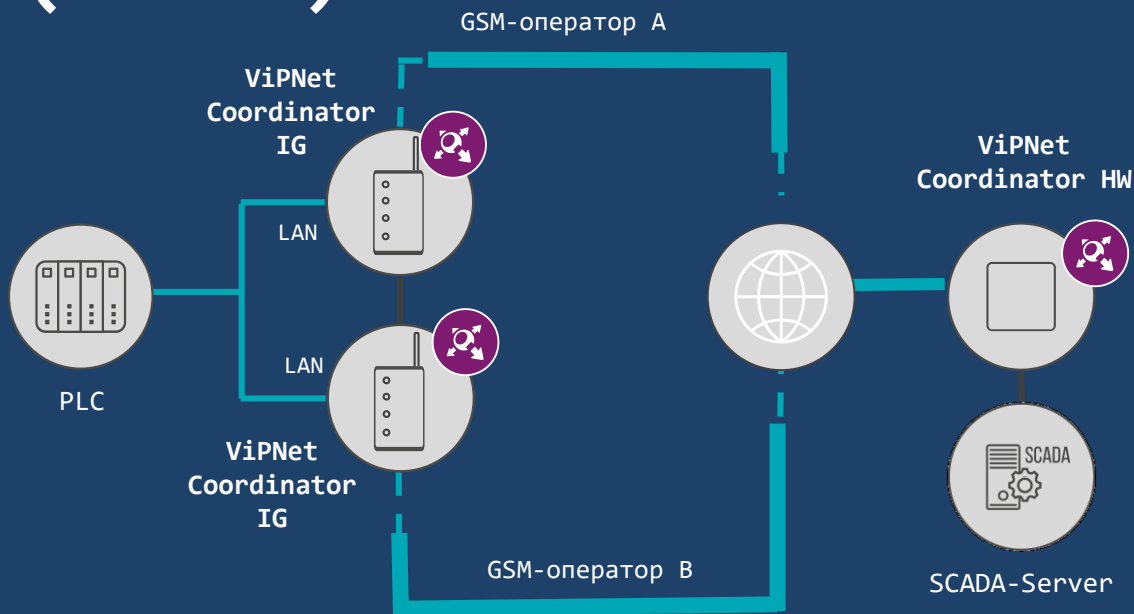 GSM-оператор A
ViPNet
Coordinator
IG
ViPNet
Coordinator HW
LAN
LAN
PLC
ViPNet
Coordinator
IG
SCADA
GSM-оператор B
SCADA-Server